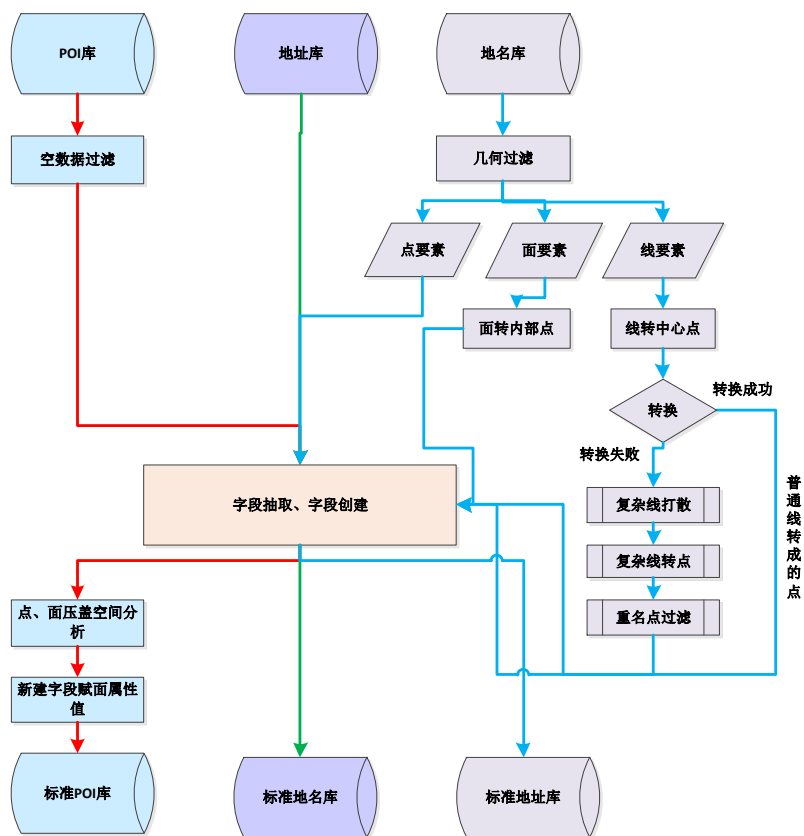 POI库
地址库
地名库
空数据过滤
几何过滤
点要素
面要素
线要素
面转内部点
线转中心点
转换
转换成功
转换失败
普通线转成的点
复杂线打散
字段抽取、字段创建
复杂线转点
重名点过滤
点、面压盖空间分
析
新建字段赋面属性
值
标准POI库
标准地名库
标准地址库